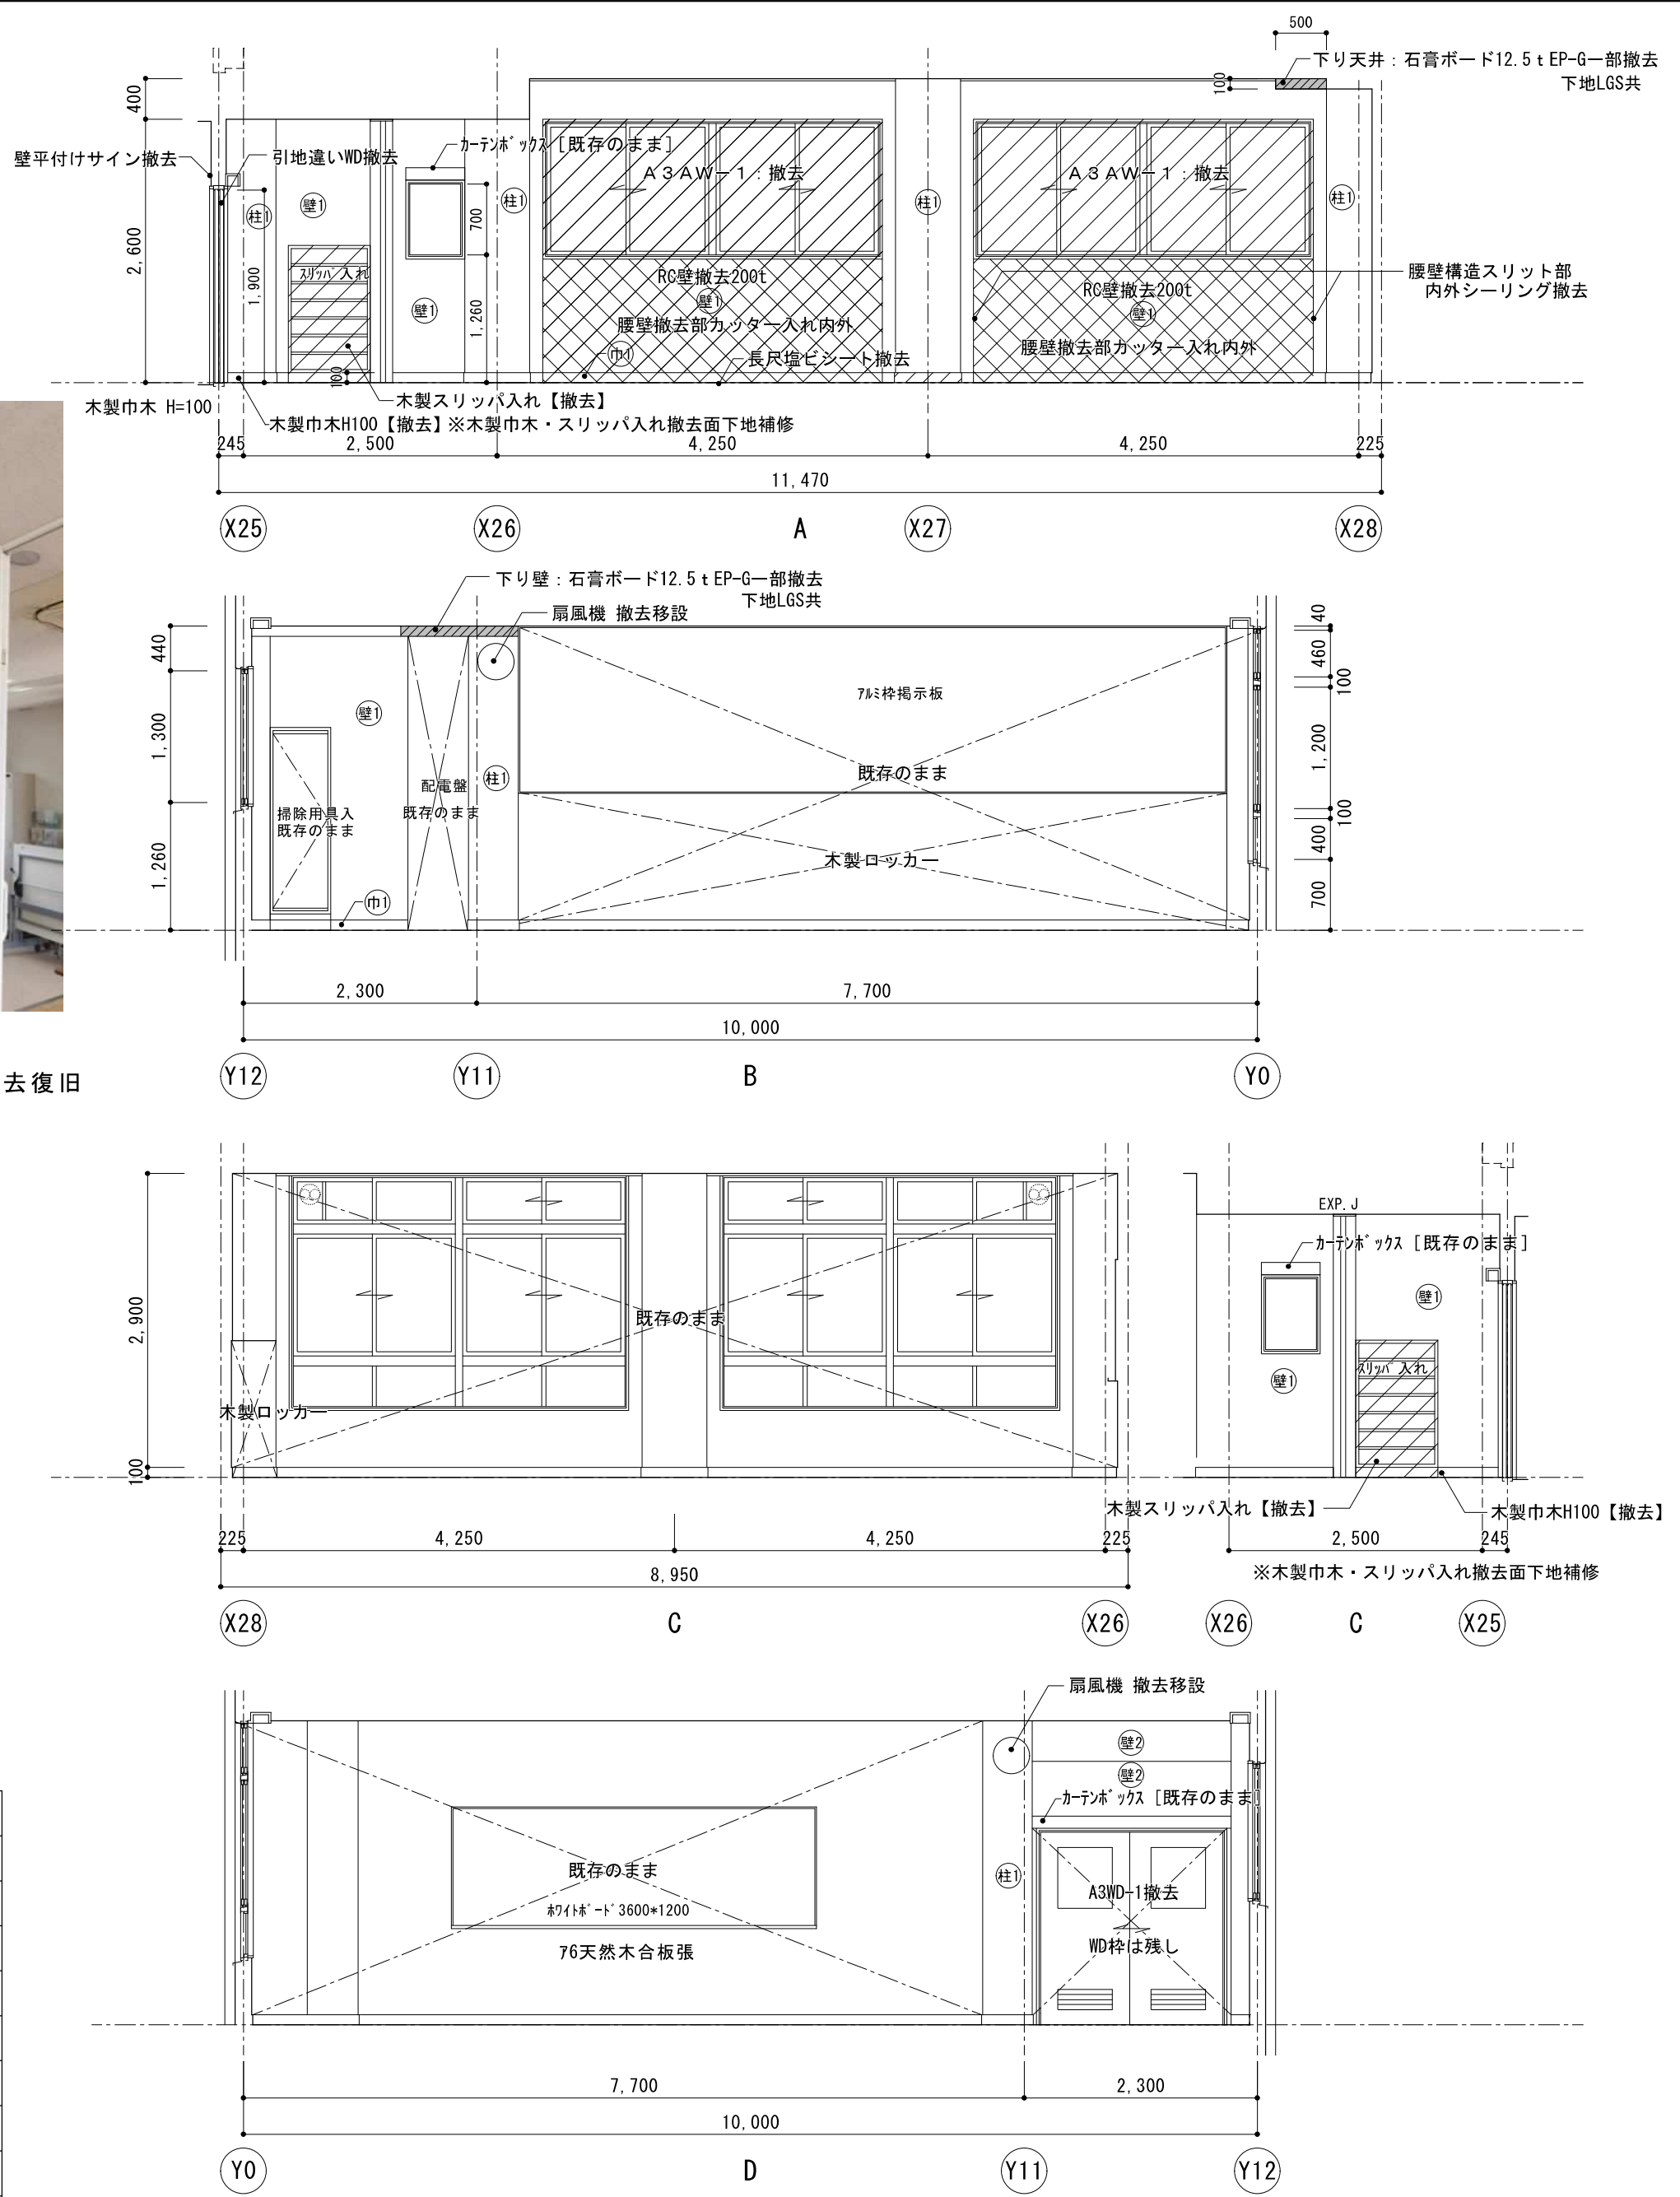 500
下り天井：石膏ボード12.5ｔEP-G一部撤去
下地LGS共
100
400
2,600
壁平付けサイン撤去
引地違いWD撤去
カーテンボックス［既存のまま］
A3AW-1：撤去
A3AW-1：撤去
柱1
壁1
柱1
柱1
柱1
700
1,900
スリッパ入れ
壁1
1,260
RC壁撤去200t
壁1
腰壁撤去部カッター入れ内外
巾1
長尺塩ビシート撤去
RC壁撤去200t
壁1
腰壁撤去部カッター入れ内外
腰壁構造スリット部
内外シーリング撤去
100
木製巾木 H=100
木製スリッパ入れ【撤去】
木製巾木H100【撤去】※木製巾木・スリッパ入れ撤去面下地補修
245
2,500
4,250
4,250
225
11,470
X25
X26
A
X27
X28
下り壁：石膏ボード12.5ｔEP-G一部撤去
下地LGS共
扇風機 撤去移設
440
1,300
1,260
壁1
アルミ枠掲示板
配電盤
既存のまま
柱1
既存のまま
掃除用具入
既存のまま
木製ロッカー
巾1
40
460
100
1,200
100
400
700
2,300
7,700
10,000
去復旧
Y12
Y11
B
Y0
2,900
100
既存のまま
木製ロッカー
225
4,250
4,250
225
8,950
X28
C
X26
EXP.J
カーテンボックス［既存のまま］
壁1
壁1
スリッパ入れ
木製スリッパ入れ【撤去】
木製巾木H100【撤去】
2,500
245
※木製巾木・スリッパ入れ撤去面下地補修
X26
C
X25
扇風機 撤去移設
壁2
壁2
カーテンボックス［既存のまま］
既存のまま
ホワイトボード3600*1200
ｱ6天然木合板張
柱1
A3WD-1撤去
WD枠は残し
7,700
2,300
10,000
Y0
D
Y11
Y12